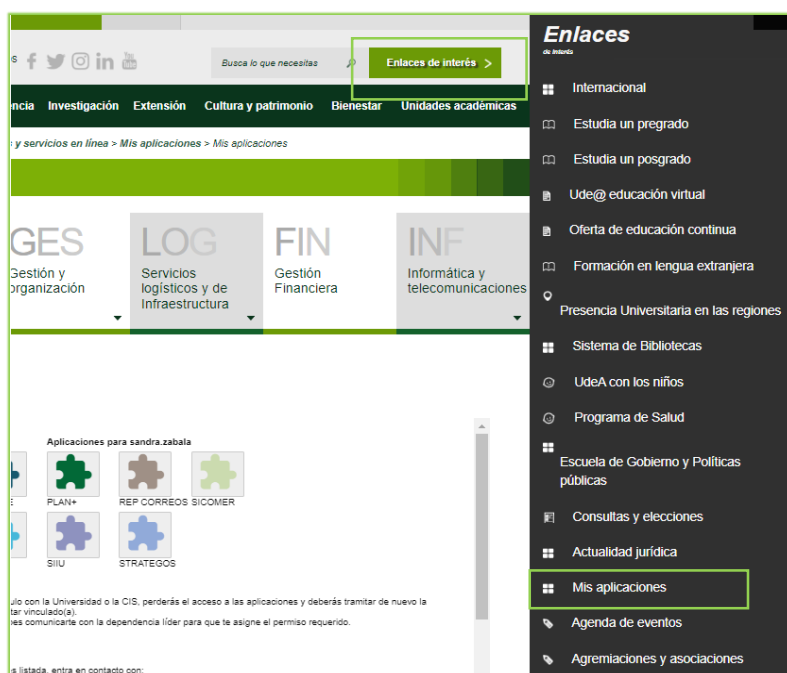 Busca lo que necesitas
Enlaces de interés >
Investigación Extensión Cultura y patrimonio Bienestar Unidades académicas
y servicios en línea > Mis aplicaciones > Mis aplicaciones
GES
Gestión y
organización
LOG
Servicios
logísticos y de
Infraestructura
FIN
Gestión
Financiera
INF
Informática y
telecomunicaciones
Aplicaciones para sandra.zabala
PLAN+
REP CORREOS
SICOMER
SIIU
STRATEGOS
con la Universidad o la CIS, perderás el acceso a las aplicaciones y deberás tramitar de nuevo la
vinculado(a).
comunicarte con la dependencia líder para que te asigne el permiso requerido.
listada, entra en contacto con:
Enlaces
de interés
Internacional
Estudia un pregrado
Estudia un posgrado
Ude@ educación virtual
Oferta de educación continua
Formación en lengua extranjera
Presencia Universitaria en las regiones
Sistema de Bibliotecas
UdeA con los niños
Programa de Salud
Escuela de Gobierno y Políticas
públicas
Consultas y elecciones
Actualidad jurídica
Mis aplicaciones
Agenda de eventos
Agremiaciones y asociaciones